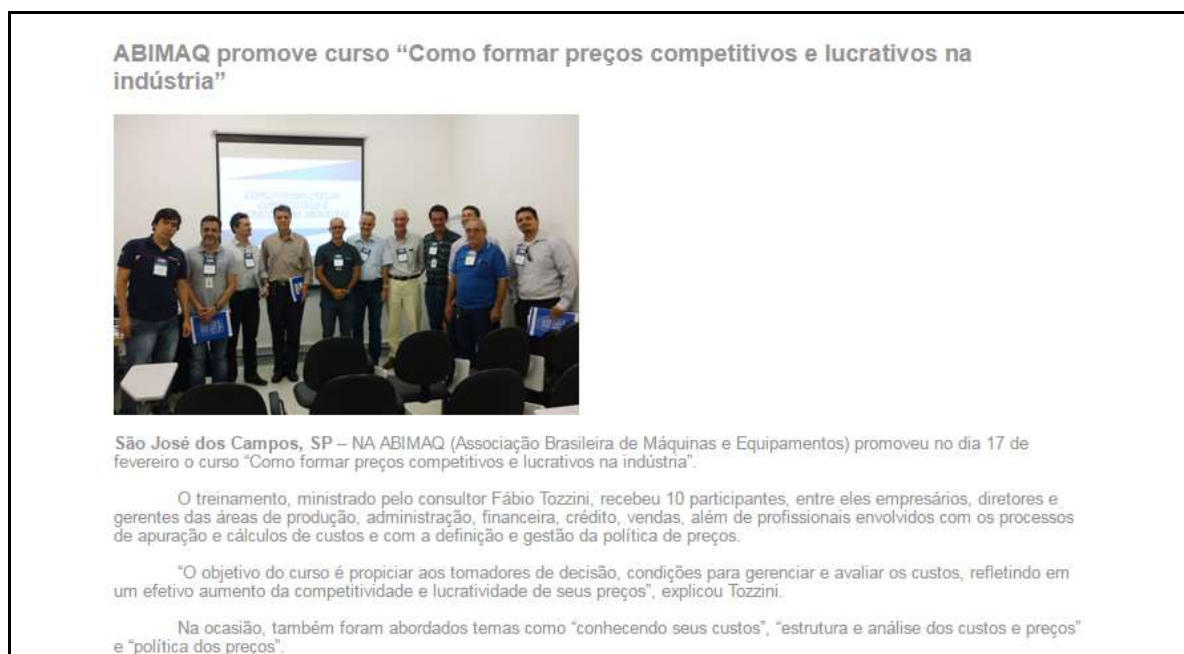 ABIMAQ promove curso “Como formar preços competitivos e lucrativos na
indústria”
São José dos Campos, SP – NA ABIMAQ (Associação Brasileira de Máquinas e Equipamentos) promoveu no dia 17 de
fevereiro o curso “Como formar preços competitivos e lucrativos na indústria”.
O treinamento, ministrado pelo consultor Fábio Tozzini, recebeu 10 participantes, entre eles empresários, diretores e
gerentes das áreas de produção, administração, financeira, crédito, vendas, além de profissionais envolvidos com os processos
de apuração e cálculos de custos e com a definição e gestão da política de preços.
“O objetivo do curso é propiciar aos tomadores de decisão, condições para gerenciar e avaliar os custos, refletindo em
um efetivo aumento da competitividade e lucratividade de seus preços”, explicou Tozzini.
Na ocasião, também foram abordados temas como “conhecendo seus custos”, “estrutura e análise dos custos e preços”
e “política dos preços”.